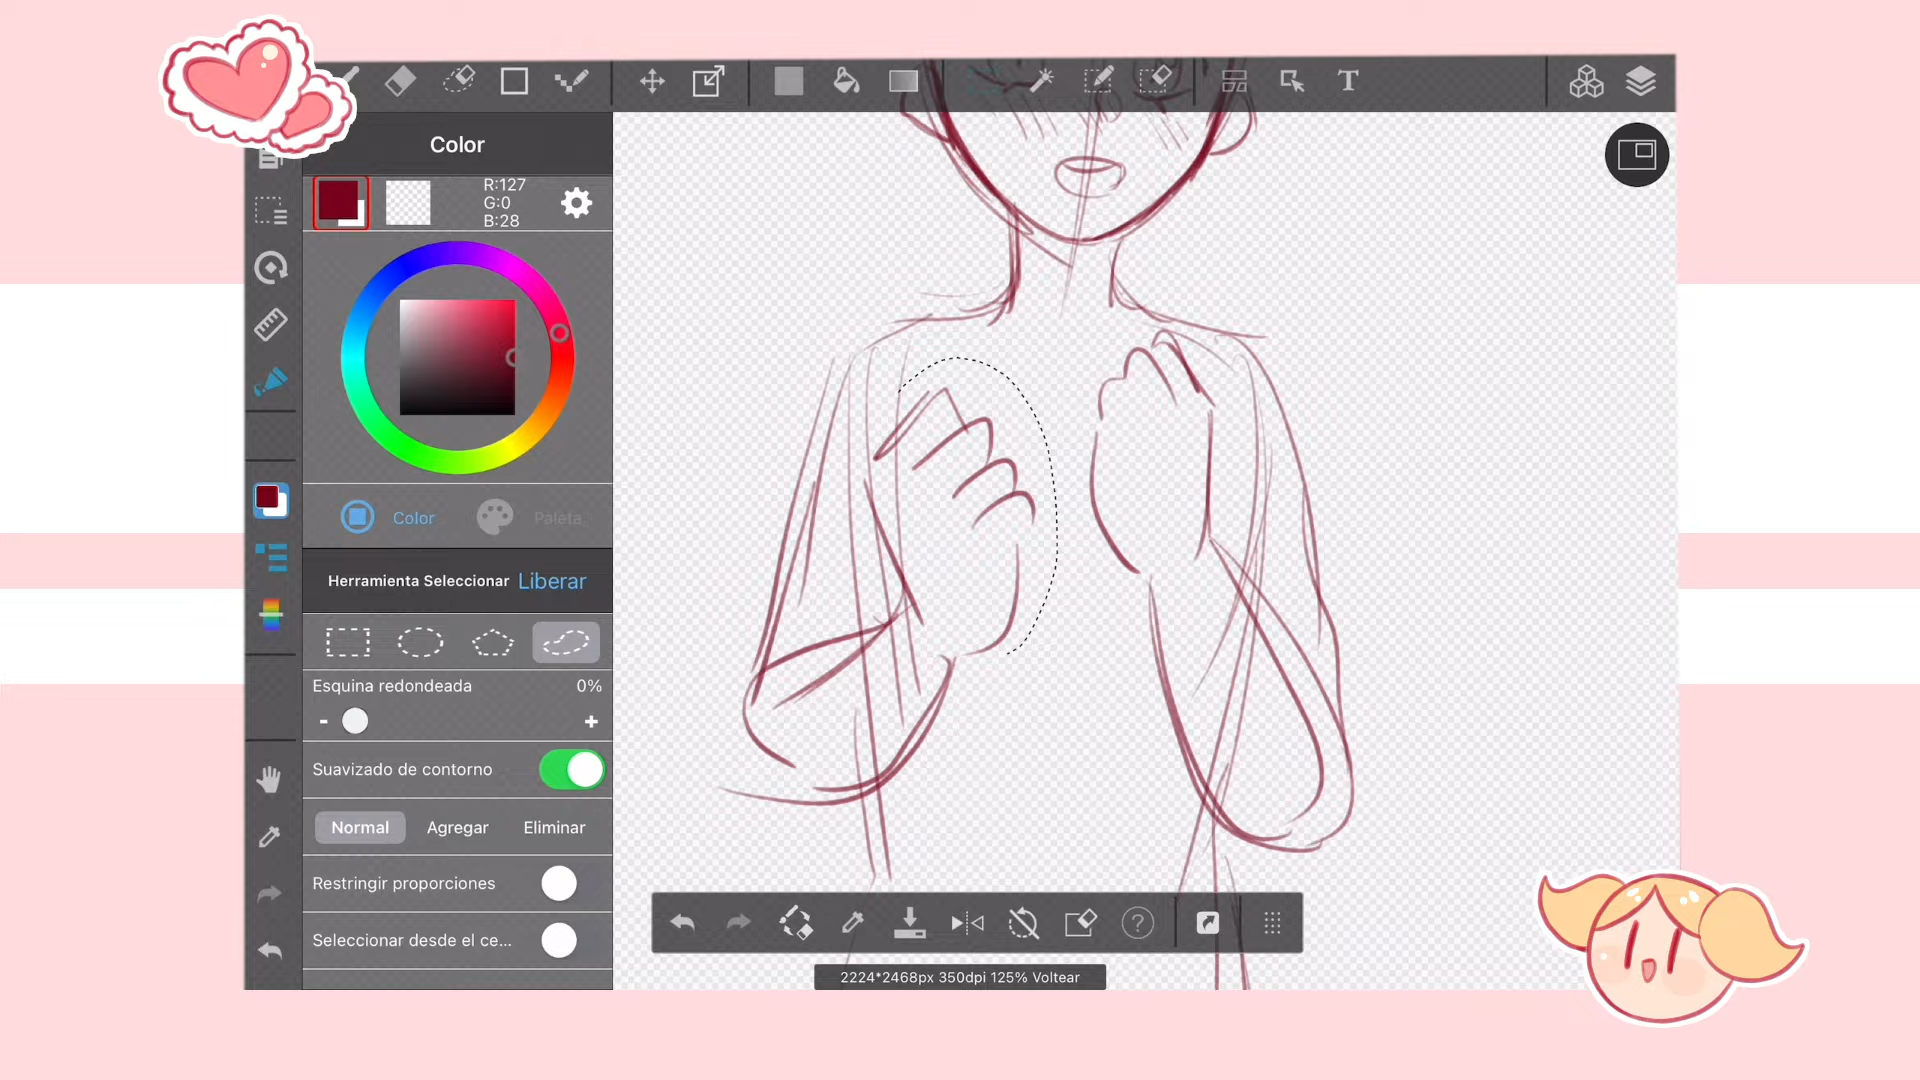 Color
R:127
G:0
B:28
Color
Paleta
Herramienta Seleccionar Liberar
Esquina redondeada 0%
- +
Suavizado de contorno
Normal Agregar Eliminar
Restringir proporciones
Seleccionar desde el ce...
2224*2468px 350dpi 125% Voltear